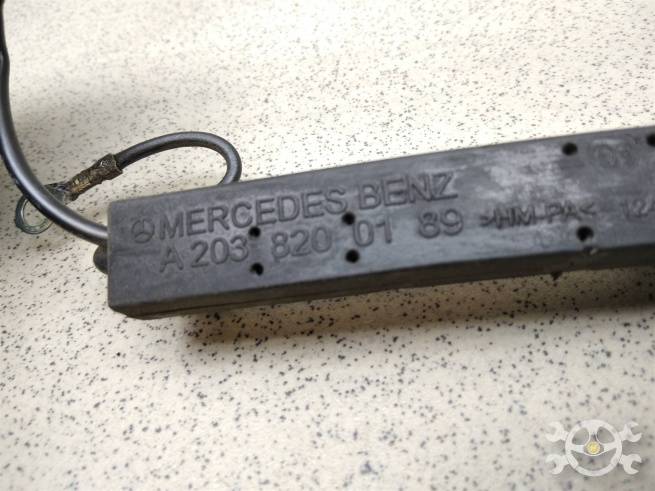 MERCEDES BENZ
A 203 820 01 89 >HM-PA<